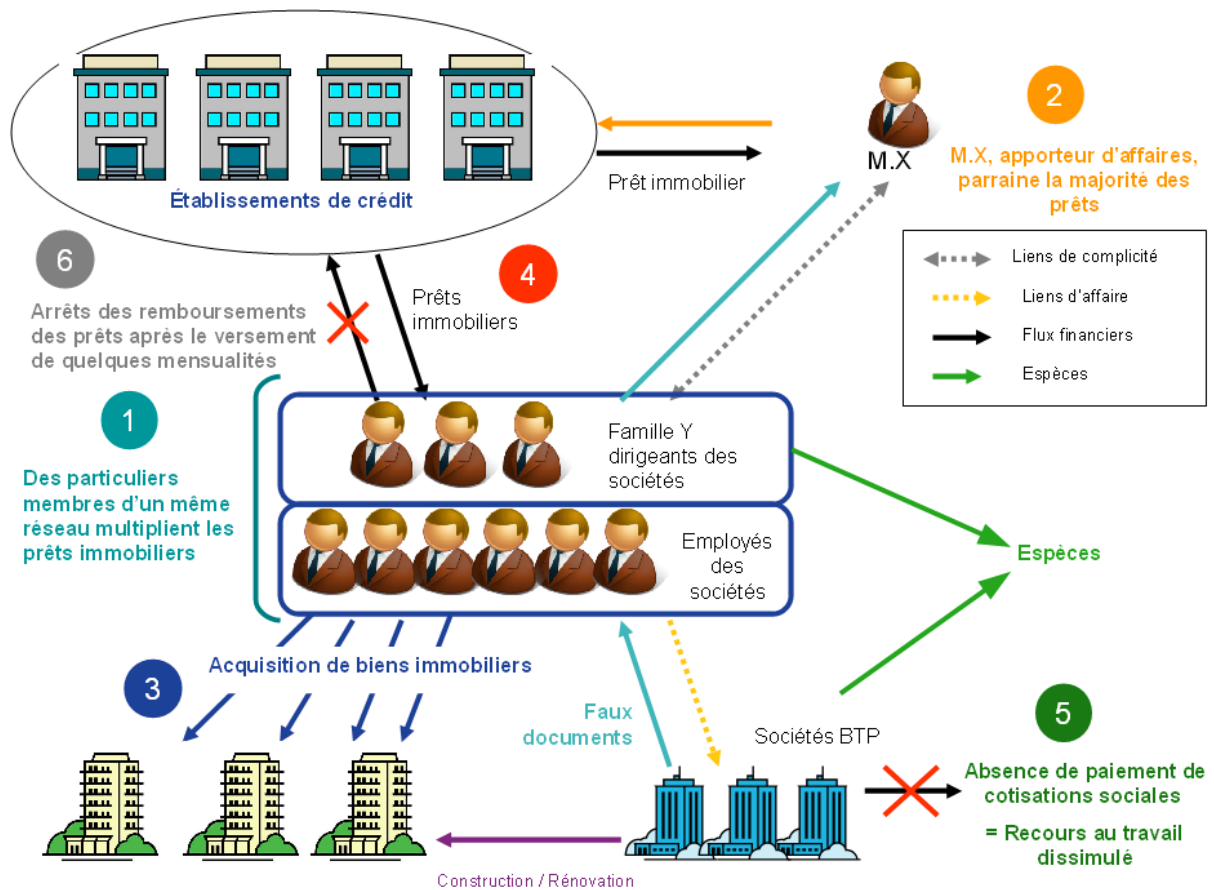 Établissements de crédit
Prêt immobilier
M.X
2
M.X, apporteur d'affaires,
parraine la majorité des
prêts
Liens de complicité
Liens d'affaire
Flux financiers
Espèces
6
Arrêts des remboursements
des prêts après le versement
de quelques mensualités
4
Prêts
immobiliers
1
Des particuliers
membres d'un même
réseau multiplient les
prêts immobiliers
Famille Y
dirigeants des
sociétés
Employés
des
sociétés
Espèces
3
Acquisition de biens immobiliers
Faux
documents
Sociétés BTP
5
Absence de paiement de
cotisations sociales
= Recours au travail
dissimulé
Construction / Rénovation